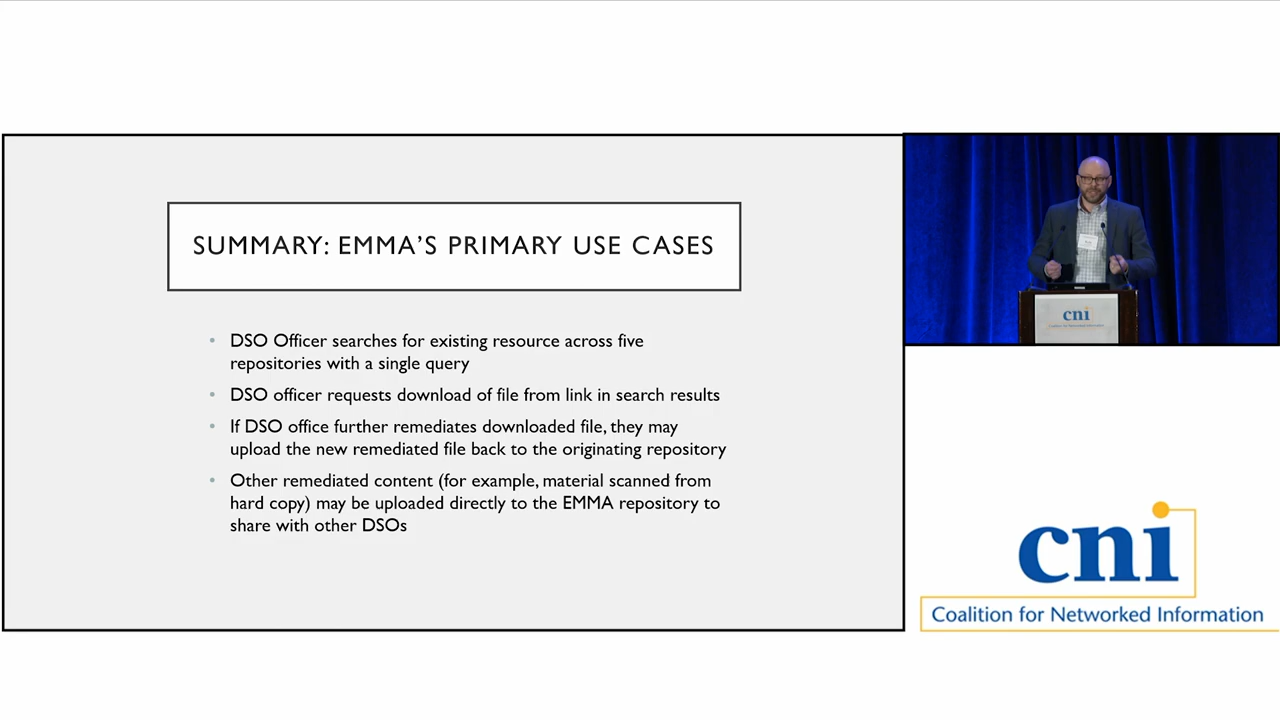 SUMMARY: EMMA'S PRIMARY USE CASES
• DSO Officer searches for existing resource across five
repositories with a single query
• DSO officer requests download of file from link in search results
• If DSO office further remediates downloaded file, they may
upload the new remediated file back to the originating repository
• Other remediated content (for example, material scanned from
hard copy) may be uploaded directly to the EMMA repository to
share with other DSOs
cni
cni
Coalition for Networked Information